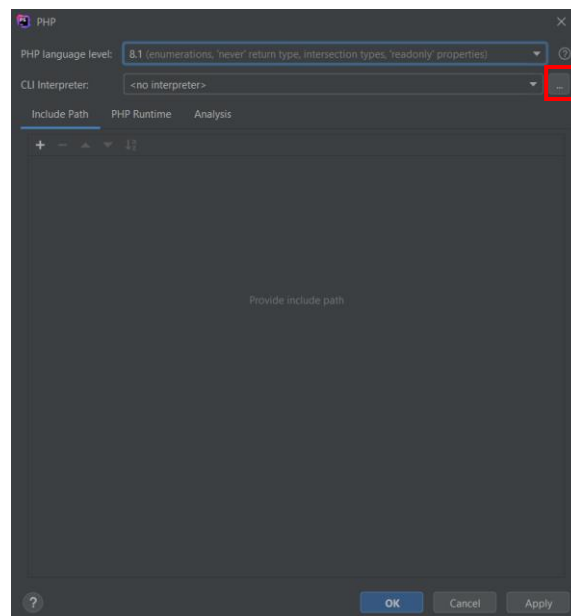 PHP
PHP language level: 8.1 (enumerations, 'never' return type, intersection types, 'readonly' properties)
CLI Interpreter: <no interpreter>
...
Include Path PHP Runtime Analysis
Provide include path
OK Cancel Apply